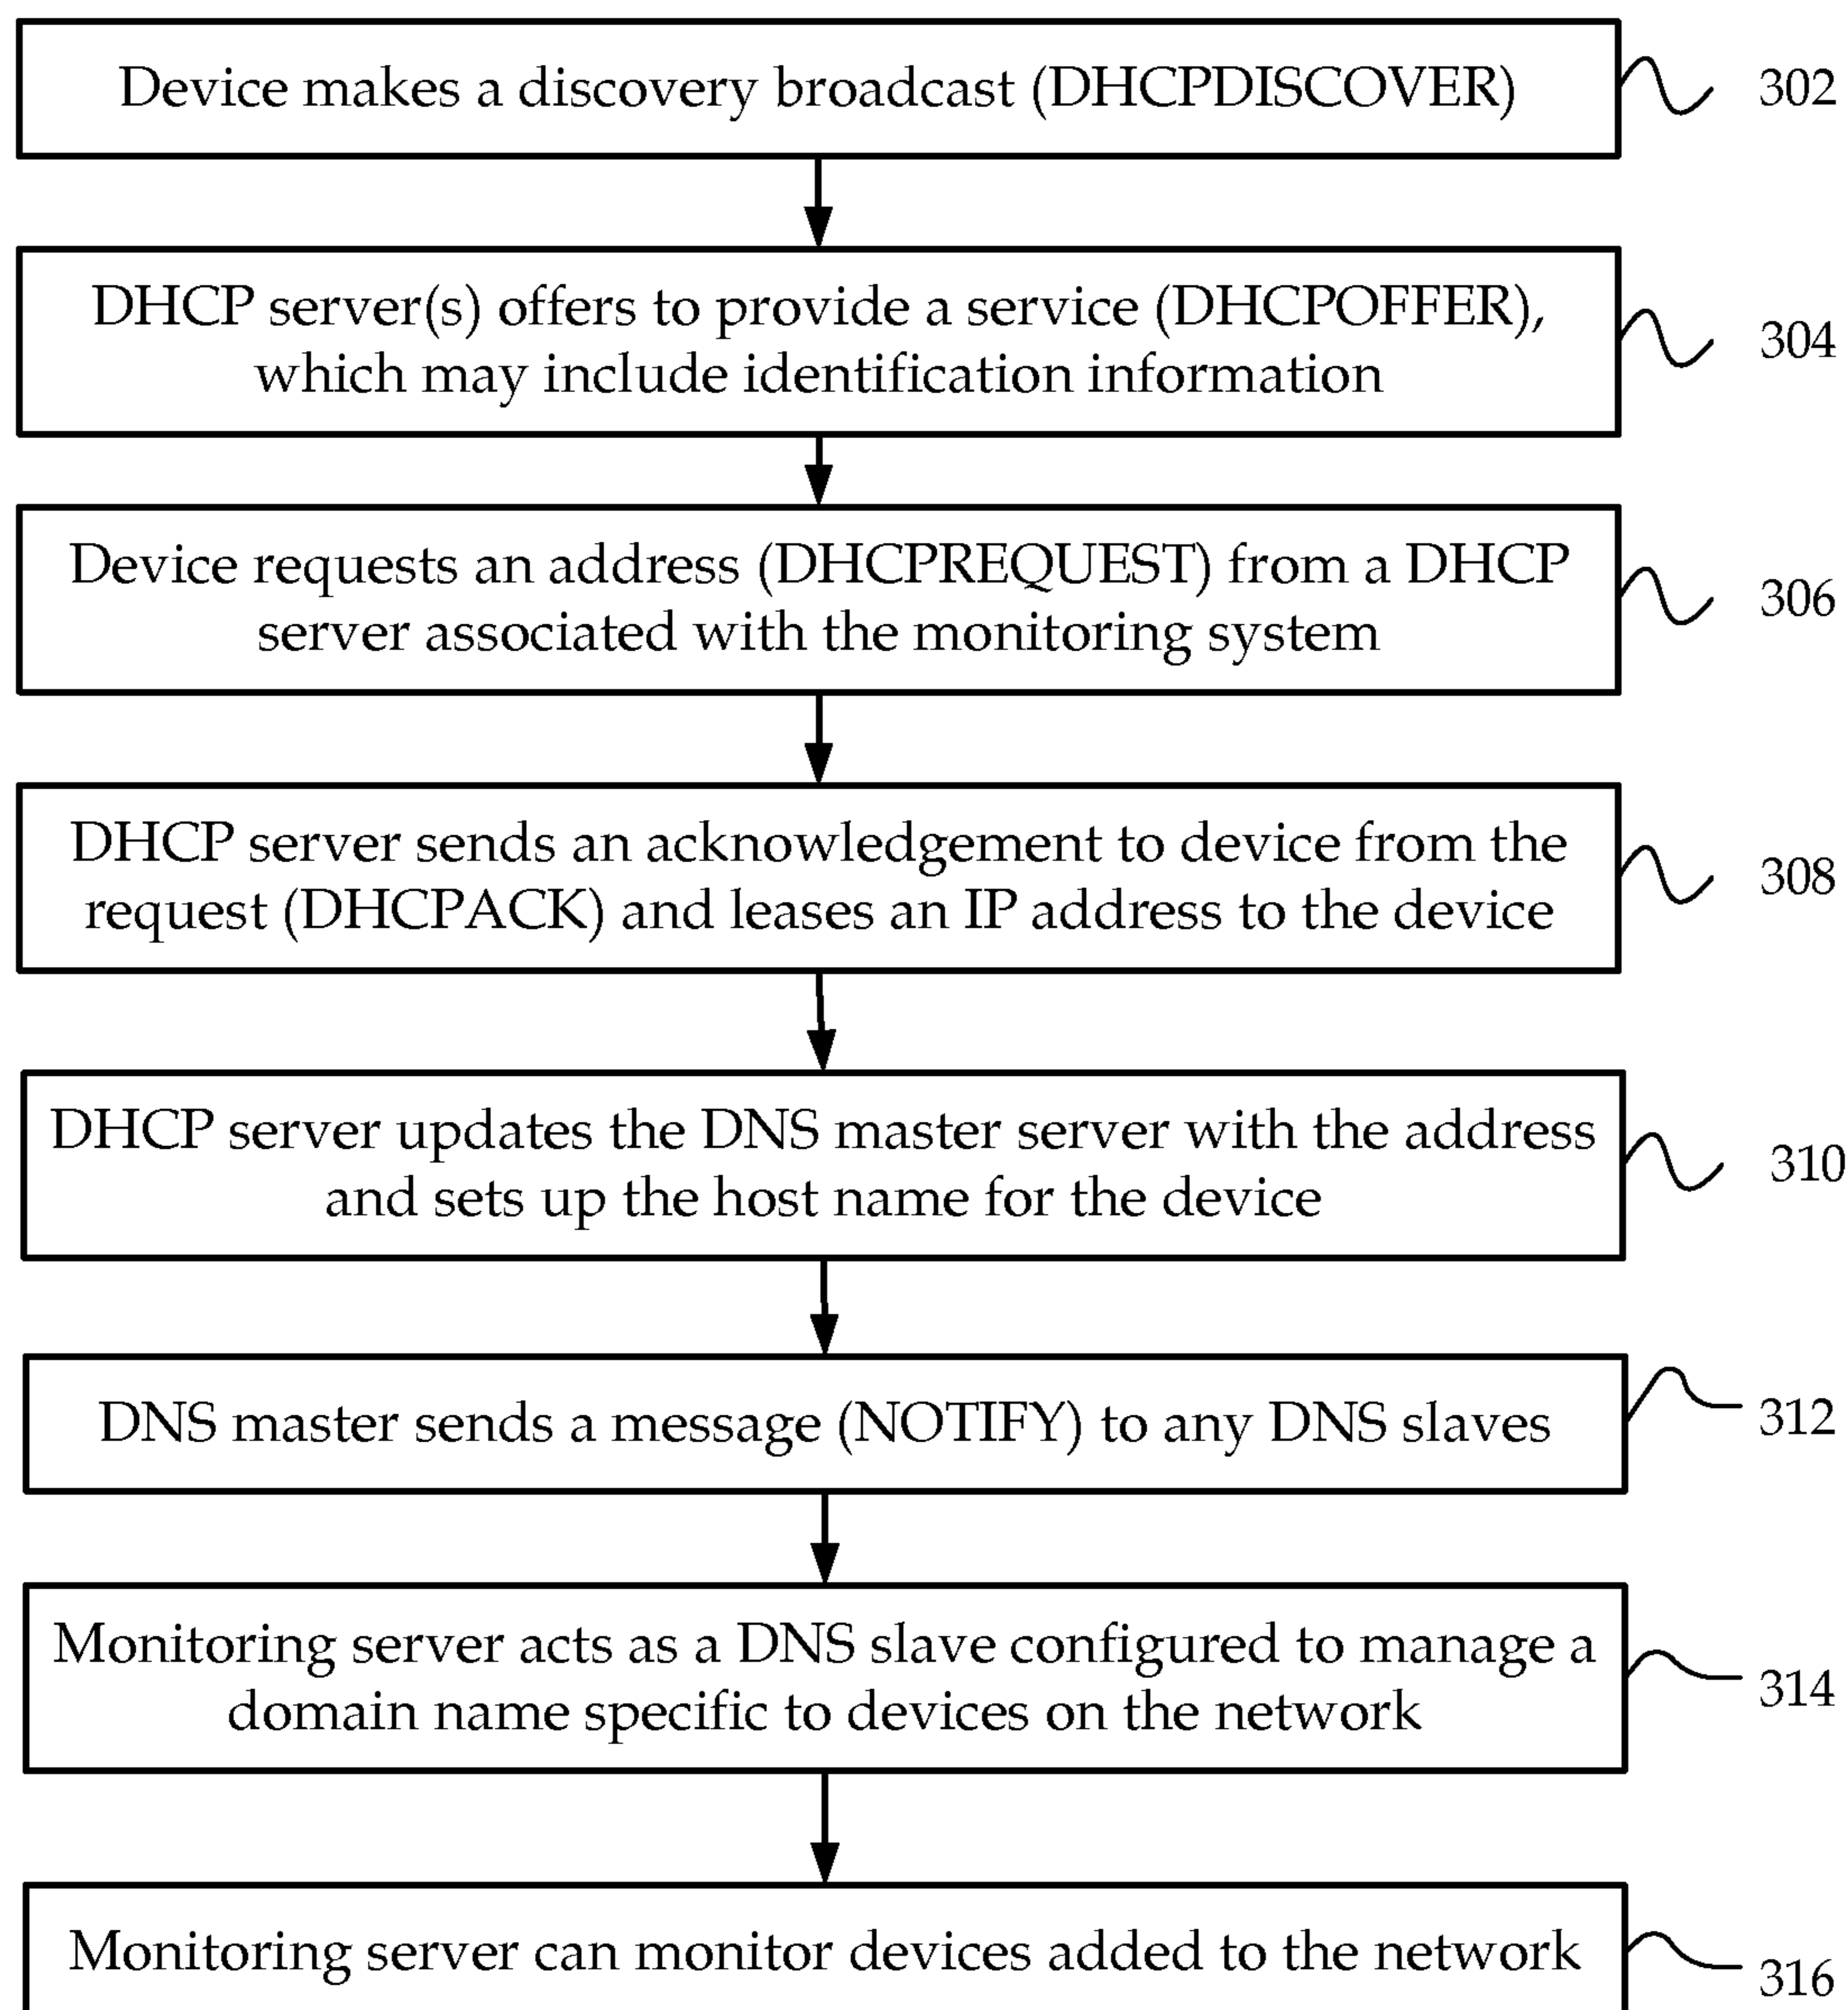 Device makes a discovery broadcast (DHCPDISCOVER)
302
DHCP server(s) offers to provide a service (DHCPOFFER),
which may include identification information
304
Device requests an address (DHCPREQUEST) from a DHCP
server associated with the monitoring system
306
DHCP server sends an acknowledgement to device from the
request (DHCPACK) and leases an IP address to the device
308
DHCP server updates the DNS master server with the address
and sets up the host name for the device
310
DNS master sends a message (NOTIFY) to any DNS slaves
312
Monitoring server acts as a DNS slave configured to manage a
domain name specific to devices on the network
314
Monitoring server can monitor devices added to the network
316